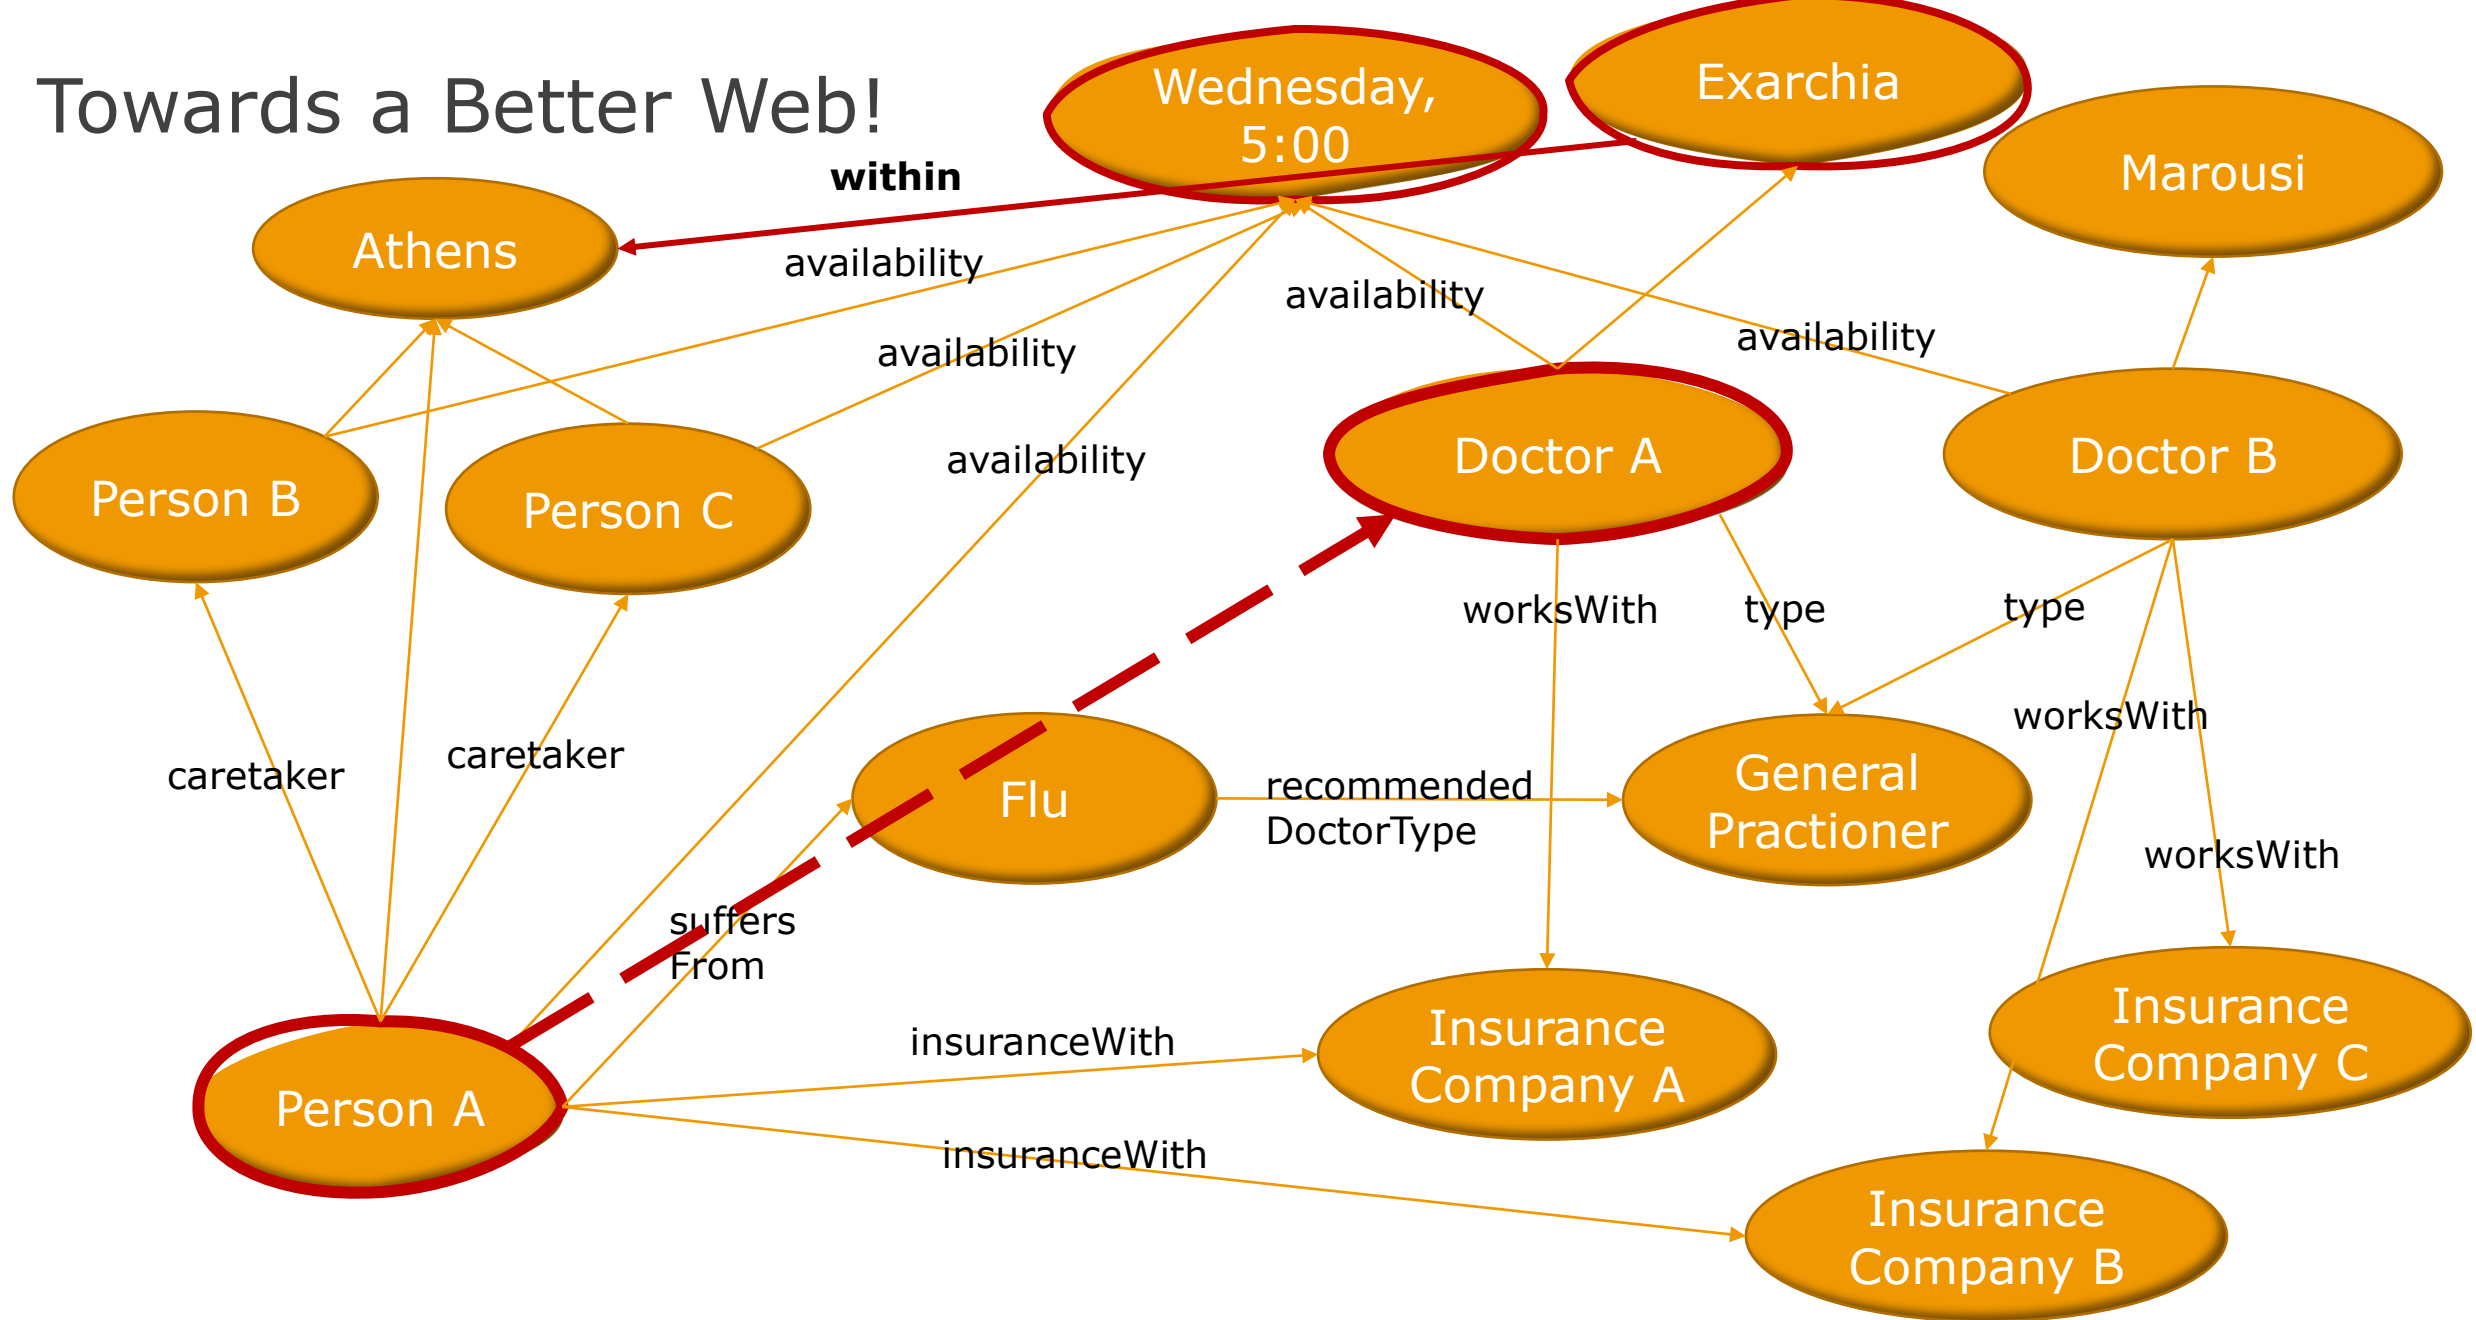 Towards a Better Web!
Wednesday,
5:00
Exarchia
Marousi
within
Athens
availability
availability
availability
availability
availability
Person B
Person C
Doctor A
Doctor B
worksWith
type
type
worksWith
caretaker
caretaker
Flu
recommended
DoctorType
General
Practioner
worksWith
suffers
From
Insurance
Company A
Insurance
Company C
insuranceWith
Person A
insuranceWith
Insurance
Company B